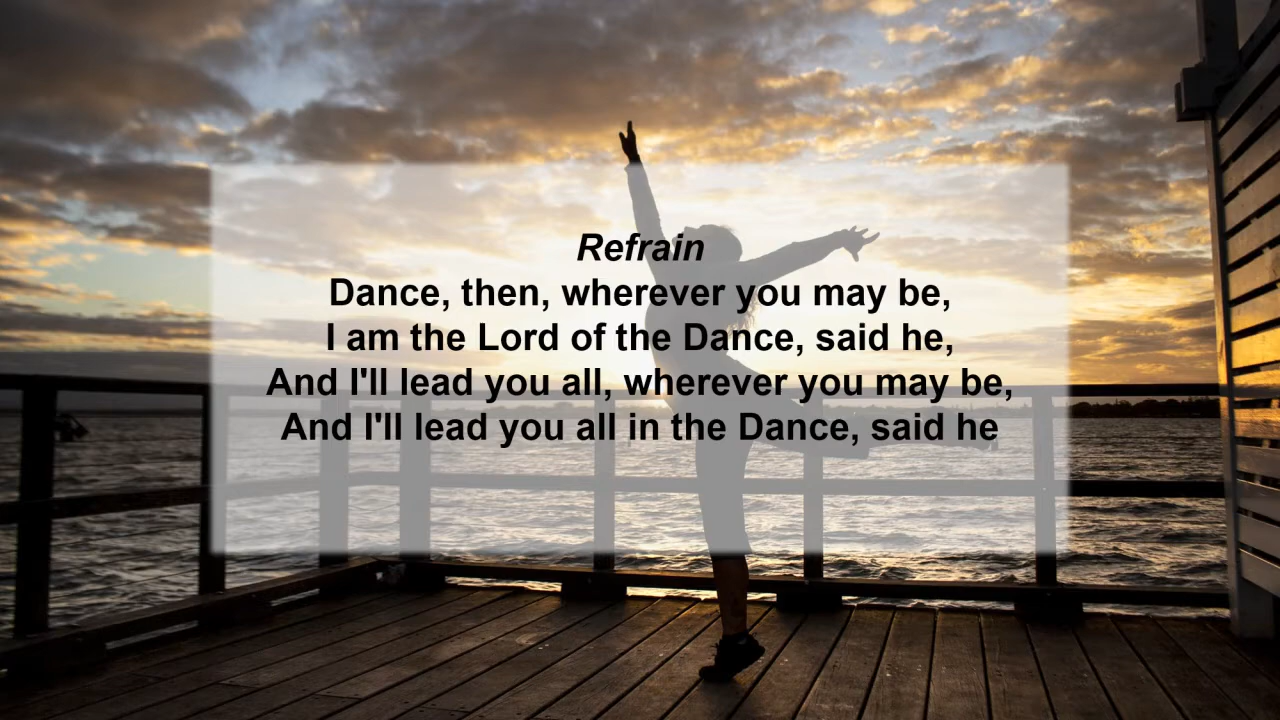 Refrain
Dance, then, wherever you may be,
I am the Lord of the Dance, said he,
And I'll lead you all, wherever you may be,
And I'll lead you all in the Dance, said he